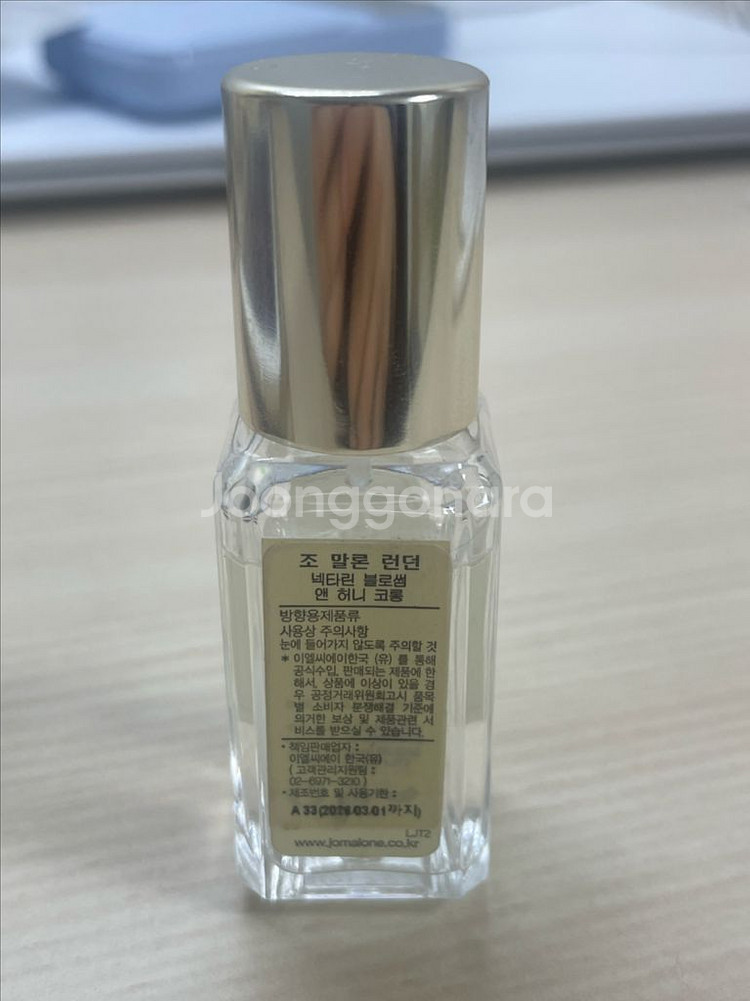 Joonggonara
조 말론 런던
넥타린 블로썸
앤 허니 코롱
방향용제품류
사용상 주의사항
눈에 들어가지 않도록 주의할 것
* 이엘씨에이한국 (유) 를 통해
공식수입, 판매되는 제품에 한
해서, 상품에 이상이 있을 경
우 공정거래위원회고시 품목
별 소비자 분쟁해결 기준에
의거한 보상 및 제품관련 서
비스를 받으실 수 있습니다.
· 책임판매업자 :
이엘씨에이 한국(유)
( 고객관리지원팀 :
02-6971-3210 )
· 제조번호 및 사용기한 :
A 33 까지)
LJT2
www.jomalone.co.kr